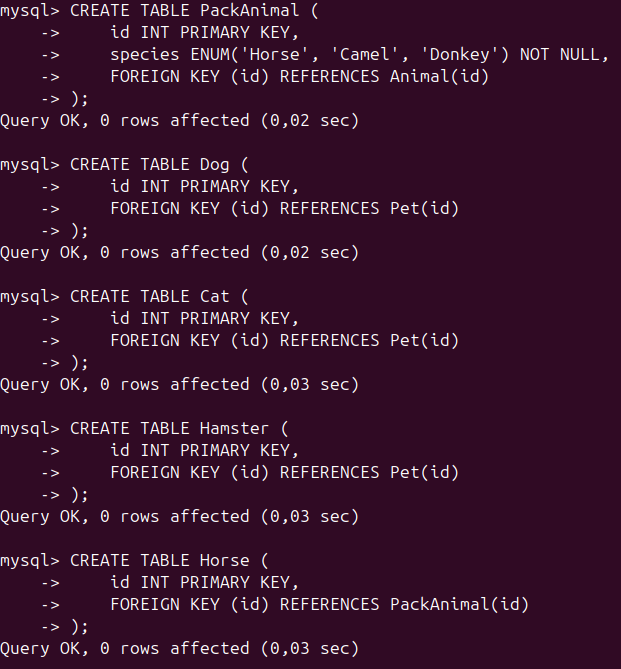 mysql> CREATE TABLE PackAnimal (
    ->     id INT PRIMARY KEY,
    ->     species ENUM('Horse', 'Camel', 'Donkey') NOT NULL,
    ->     FOREIGN KEY (id) REFERENCES Animal(id)
    -> );
Query OK, 0 rows affected (0,02 sec)

mysql> CREATE TABLE Dog (
    ->     id INT PRIMARY KEY,
    ->     FOREIGN KEY (id) REFERENCES Pet(id)
    -> );
Query OK, 0 rows affected (0,02 sec)

mysql> CREATE TABLE Cat (
    ->     id INT PRIMARY KEY,
    ->     FOREIGN KEY (id) REFERENCES Pet(id)
    -> );
Query OK, 0 rows affected (0,03 sec)

mysql> CREATE TABLE Hamster (
    ->     id INT PRIMARY KEY,
    ->     FOREIGN KEY (id) REFERENCES Pet(id)
    -> );
Query OK, 0 rows affected (0,03 sec)

mysql> CREATE TABLE Horse (
    ->     id INT PRIMARY KEY,
    ->     FOREIGN KEY (id) REFERENCES PackAnimal(id)
    -> );
Query OK, 0 rows affected (0,03 sec)